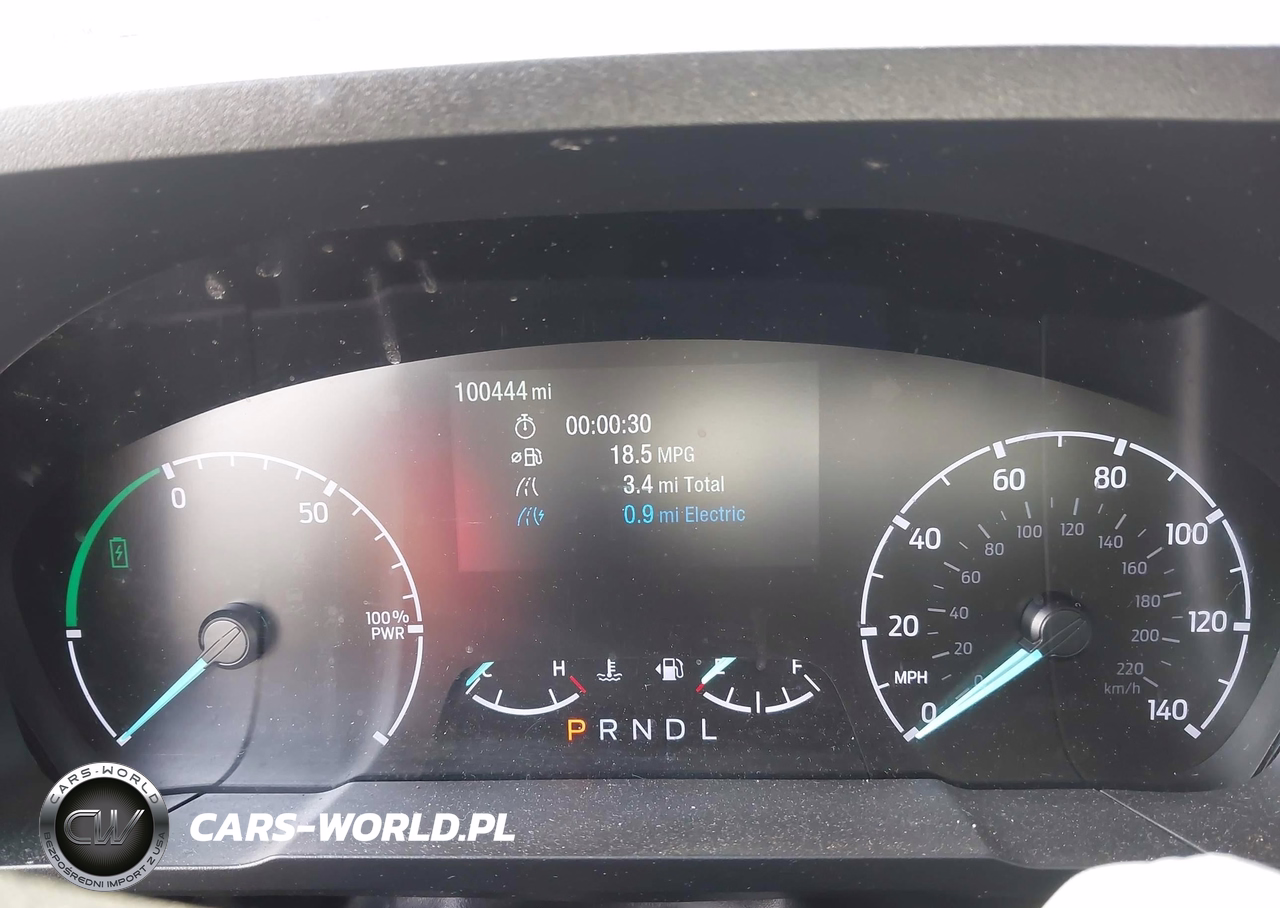 100444 mi
00:00:30
18.5 MPG
3.4 mi Total
0.9 mi Electric
0
50
100%
PWR
C H E F
P R N D L
0 20 40 60 80 100 120 140
MPH
0 20 40 60 80 100 120 140 160 180 200 220
km/h
CARS-WORLD
CW
BEZPOŚREDNI IMPORT Z USA
CARS-WORLD.PL